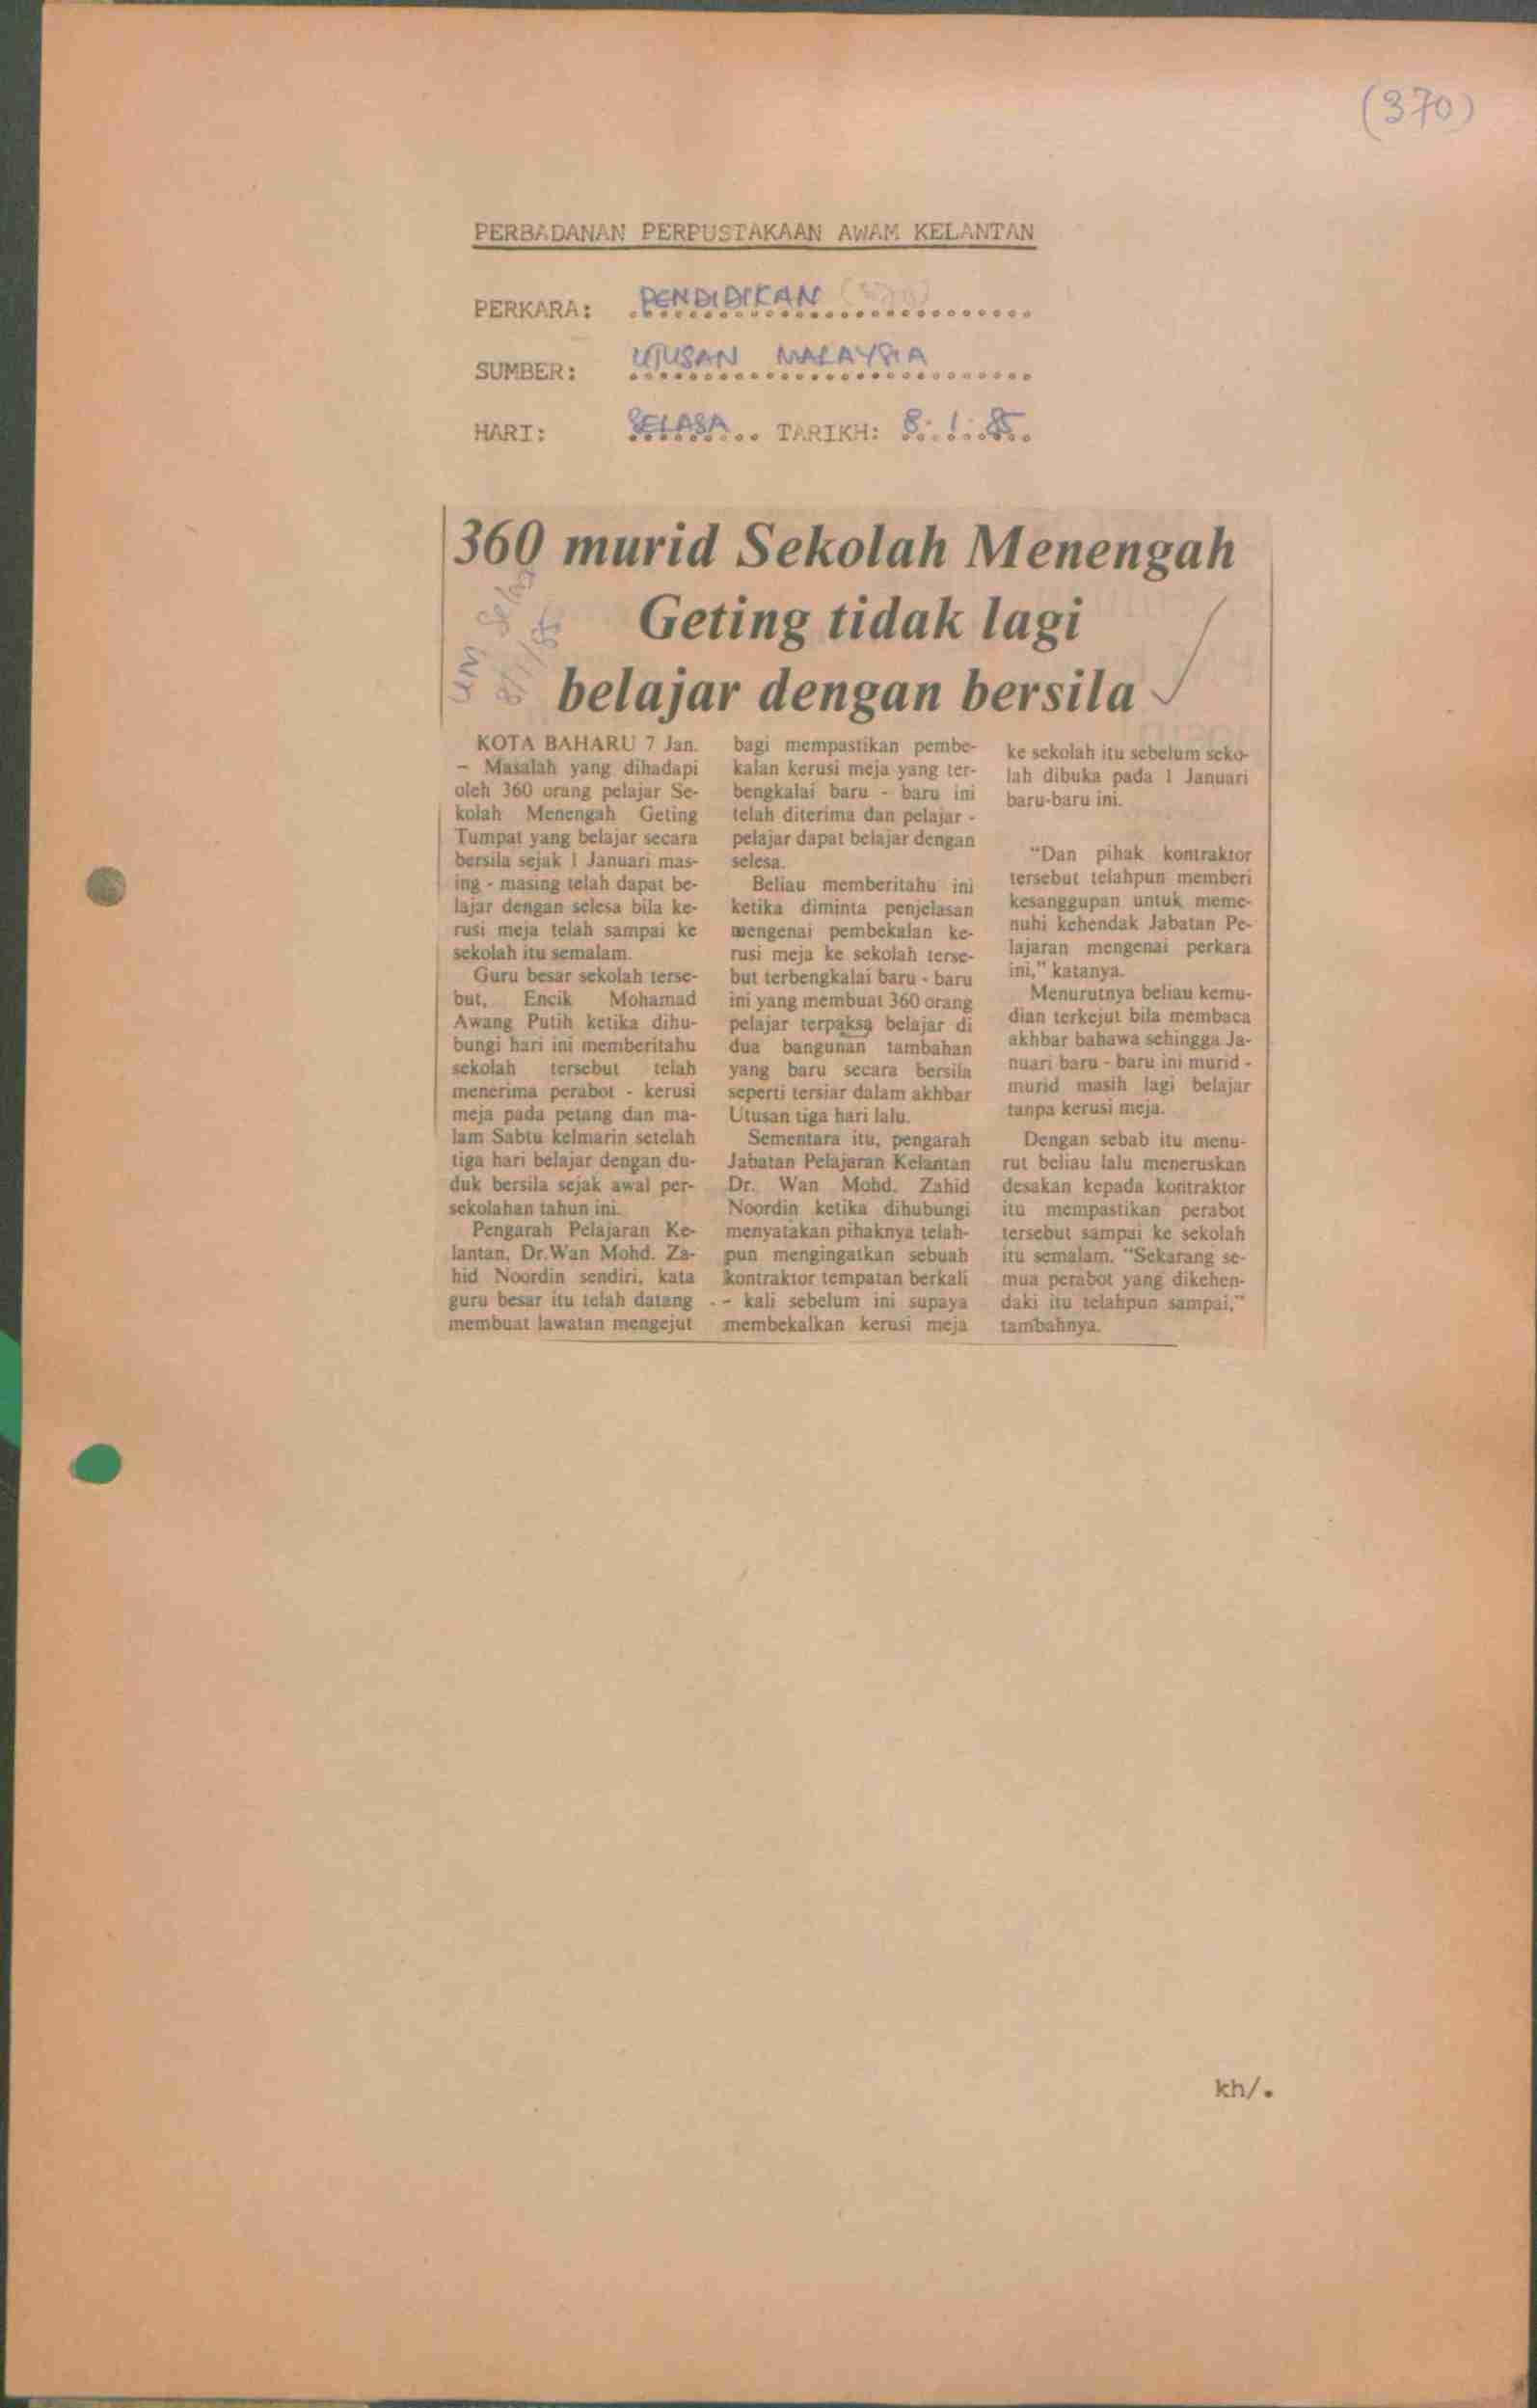 (370)
PERBADANAN PERPUSTAKAAN AWAM KELANTAN
PERKARA: PENDIDIKAN
SUMBER: UTUSAN MALAYSIA
HARI: SELASA TARIKH: 8.1.85
360 murid Sekolah Menengah
Geting tidak lagi
belajar dengan bersila
UM Selasa
8/1/85
KOTA BAHARU 7 Jan.
– Masalah yang dihadapi
oleh 360 orang pelajar Se-
kolah Menengah Geting
Tumpat yang belajar secara
bersila sejak 1 Januari mas-
ing - masing telah dapat be-
lajar dengan selesa bila ke-
rusi meja telah sampai ke
sekolah itu semalam.
Guru besar sekolah terse-
but, Encik Mohamad
Awang Putih ketika dihu-
bungi hari ini memberitahu
sekolah tersebut telah
menerima perabot - kerusi
meja pada petang dan ma-
lam Sabtu kelmarin setelah
tiga hari belajar dengan du-
duk bersila sejak awal per-
sekolahan tahun ini.
Pengarah Pelajaran Ke-
lantan, Dr.Wan Mohd. Za-
hid Noordin sendiri, kata
guru besar itu telah datang
membuat lawatan mengejut
bagi mempastikan pembe-
kalan kerusi meja yang ter-
bengkalai baru - baru ini
telah diterima dan pelajar -
pelajar dapat belajar dengan
selesa.
Beliau memberitahu ini
ketika diminta penjelasan
mengenai pembekalan ke-
rusi meja ke sekolah terse-
but terbengkalai baru - baru
ini yang membuat 360 orang
pelajar terpaksa belajar di
dua bangunan tambahan
yang baru secara bersila
seperti tersiar dalam akhbar
Utusan tiga hari lalu.
Sementara itu, pengarah
Jabatan Pelajaran Kelantan
Dr. Wan Mohd. Zahid
Noordin ketika dihubungi
menyatakan pihaknya telah-
pun mengingatkan sebuah
kontraktor tempatan berkali
- kali sebelum ini supaya
membekalkan kerusi meja
ke sekolah itu sebelum seko-
lah dibuka pada 1 Januari
baru-baru ini.
“Dan pihak kontraktor
tersebut telahpun memberi
kesanggupan untuk meme-
nuhi kehendak Jabatan Pe-
lajaran mengenai perkara
ini,” katanya.
Menurutnya beliau kemu-
dian terkejut bila membaca
akhbar bahawa sehingga Ja-
nuari baru - baru ini murid -
murid masih lagi belajar
tanpa kerusi meja.
Dengan sebab itu menu-
rut beliau lalu meneruskan
desakan kepada kontraktor
itu mempastikan perabot
tersebut sampai ke sekolah
itu semalam. “Sekarang se-
mua perabot yang dikehen-
daki itu telahpun sampai,”
tambahnya.
kh/.